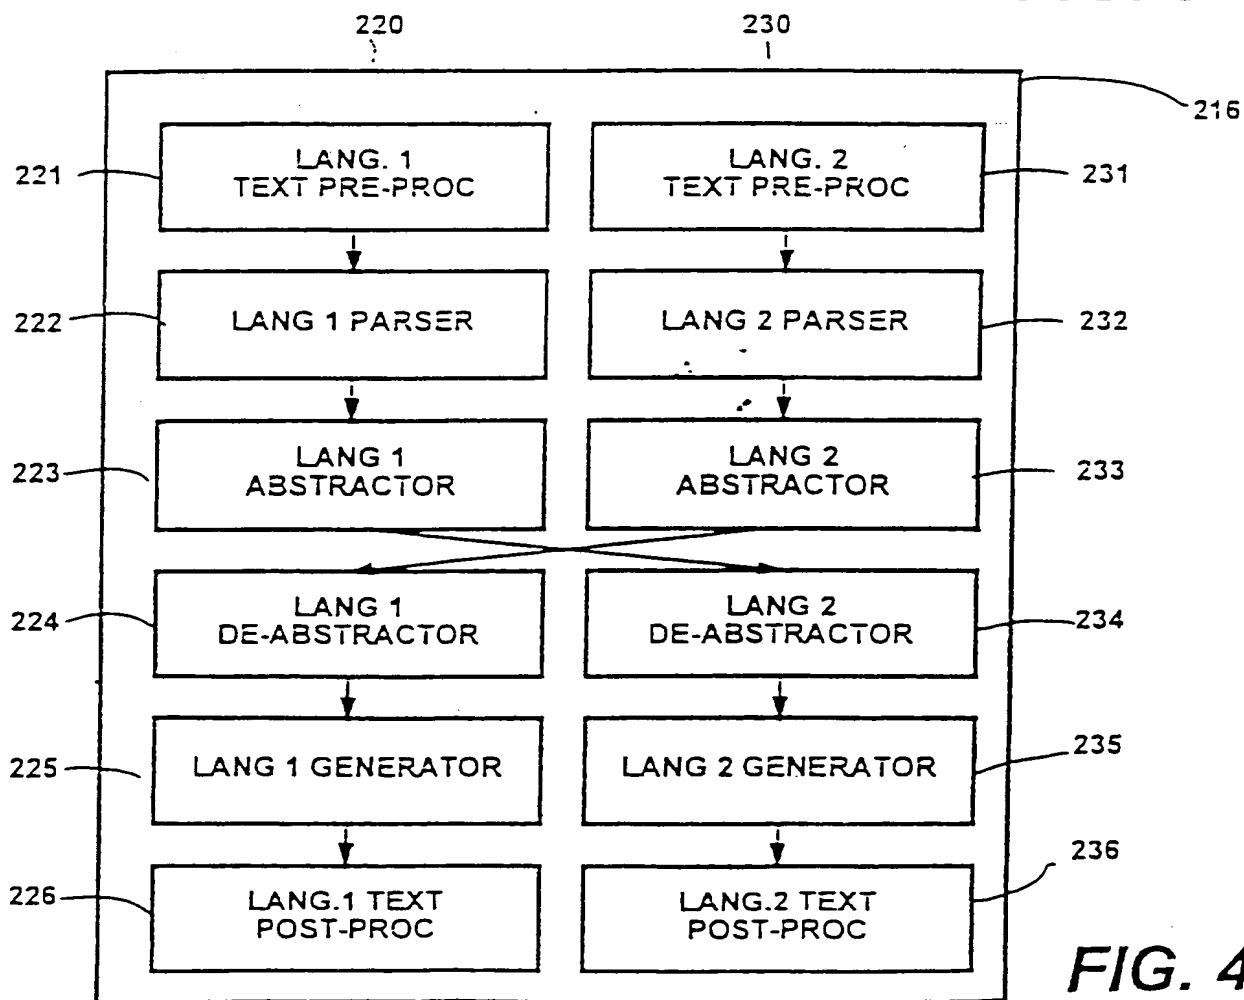 220 230
216
221 LANG. 1 LANG. 2 231
TEXT PRE-PROC TEXT PRE-PROC
222 LANG 1 PARSER LANG 2 PARSER 232
223 LANG 1 LANG 2 233
ABSTRACTOR ABSTRACTOR
224 LANG 1 LANG 2 234
DE-ABSTRACTOR DE-ABSTRACTOR
225 LANG 1 GENERATOR LANG 2 GENERATOR 235
226 LANG.1 TEXT LANG.2 TEXT 236
POST-PROC POST-PROC
FIG. 4